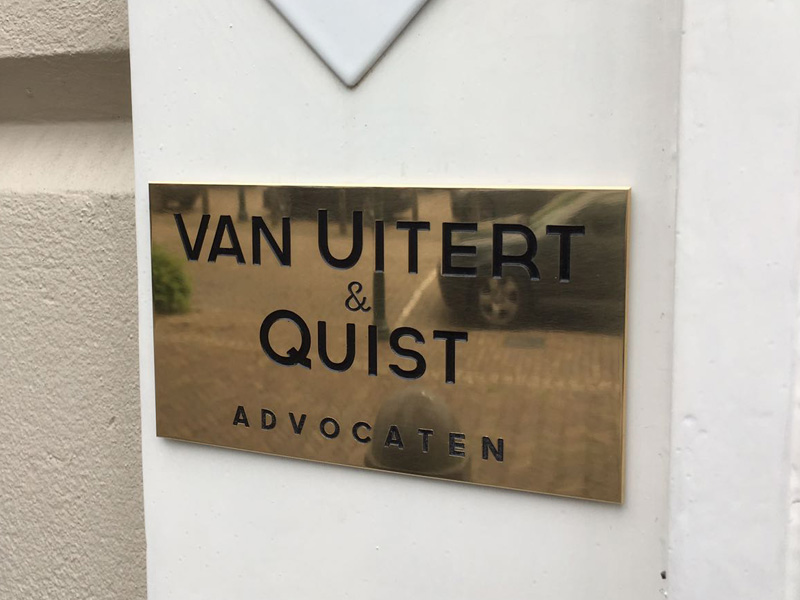 VAN UITERT
&
QUIST
ADVOCATEN